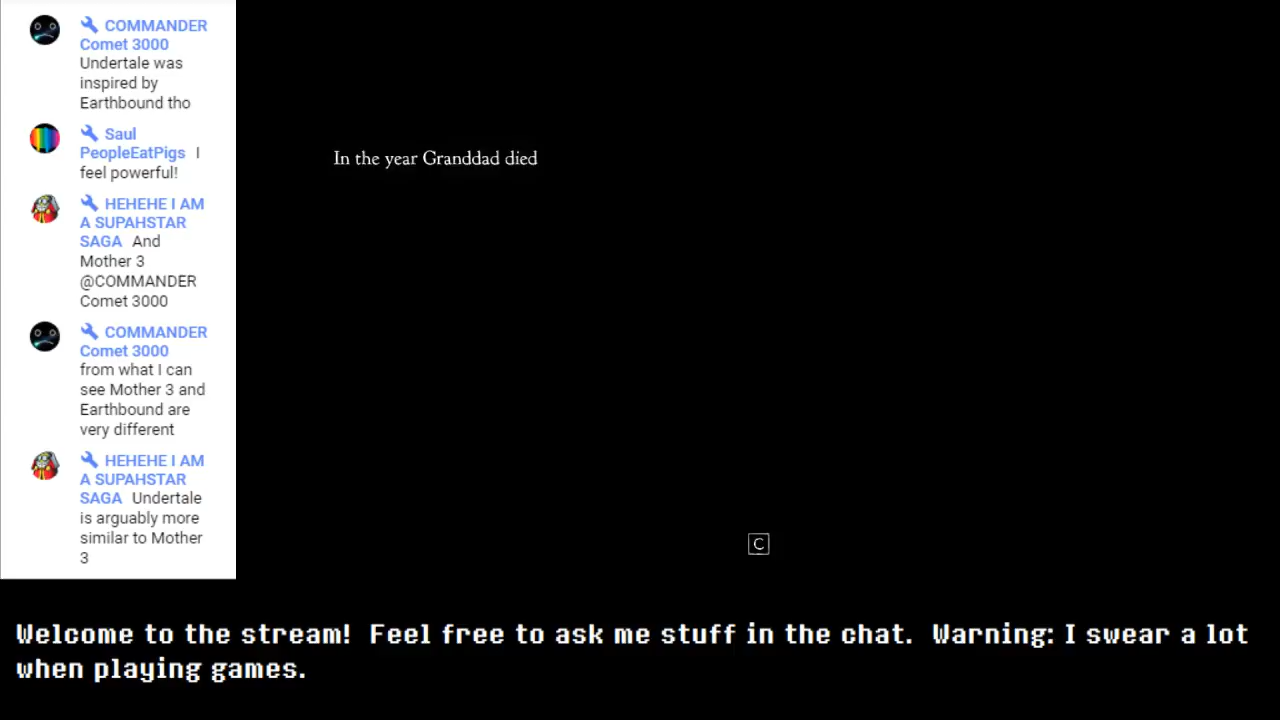 COMMANDER
Comet 3000
Undertale was
inspired by
Earthbound tho
Saul
PeopleEatPigs I
feel powerful!
HEHEHE I AM
A SUPAHSTAR
SAGA And
Mother 3
@COMMANDER
Comet 3000
COMMANDER
Comet 3000
from what I can
see Mother 3 and
Earthbound are
very different
HEHEHE I AM
A SUPAHSTAR
SAGA Undertale
is arguably more
similar to Mother
3
In the year Granddad died
C
Welcome to the stream! Feel free to ask me stuff in the chat. Warning: I swear a lot
when playing games.